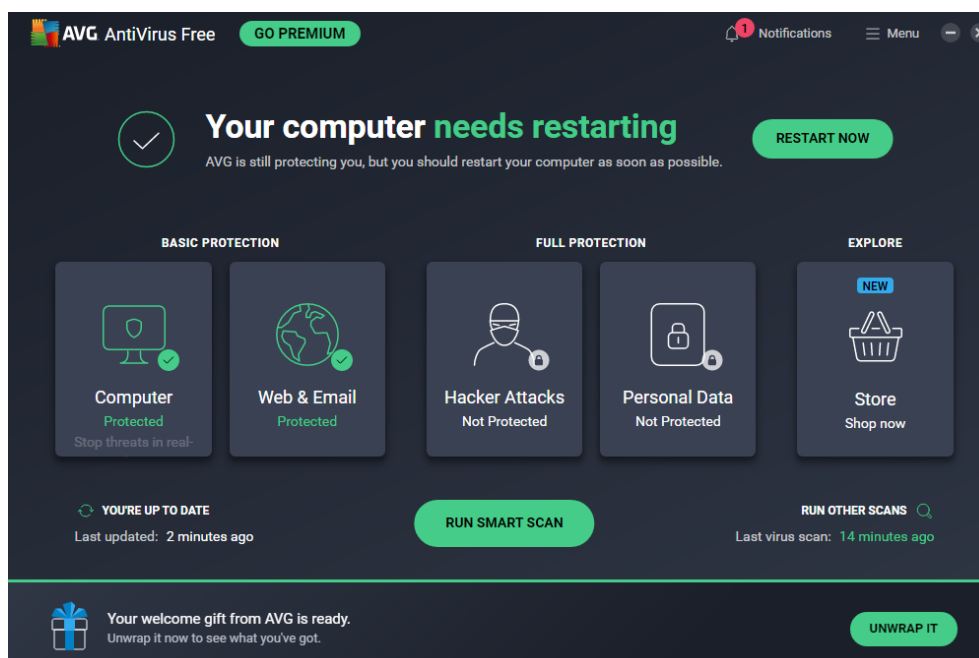 AVG AntiVirus Free
GO PREMIUM
1 Notifications
Menu
Your computer needs restarting
AVG is still protecting you, but you should restart your computer as soon as possible.
RESTART NOW
BASIC PROTECTION
FULL PROTECTION
EXPLORE
Computer
Protected
Stop threats in real-
Web & Email
Protected
Hacker Attacks
Not Protected
Personal Data
Not Protected
NEW
Store
Shop now
YOU'RE UP TO DATE
Last updated: 2 minutes ago
RUN SMART SCAN
RUN OTHER SCANS
Last virus scan: 14 minutes ago
Your welcome gift from AVG is ready.
Unwrap it now to see what you've got.
UNWRAP IT